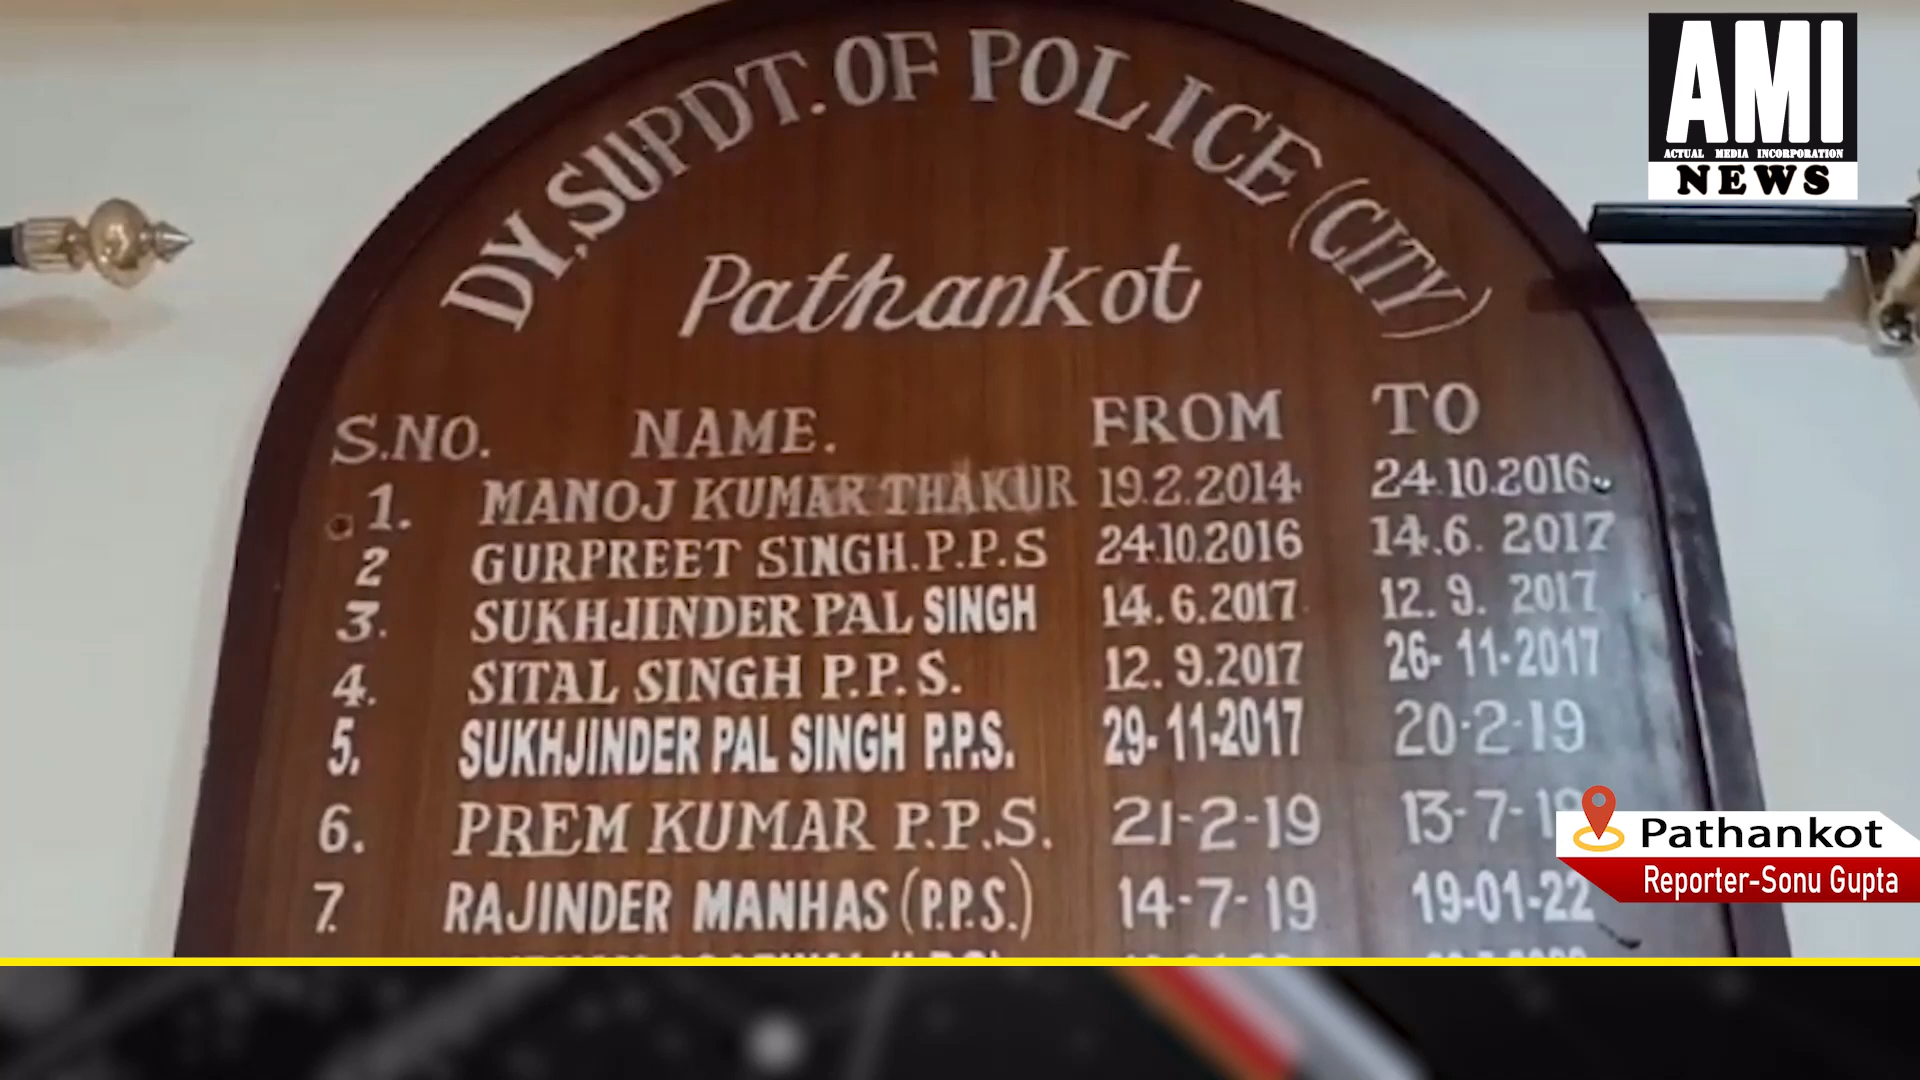 DY, SUPDT. OF POLICE (CITY)
Pathankot
S.NO. NAME. FROM TO
1. MANOJ KUMAR THAKUR 19.2.2014 24.10.2016
2 GURPREET SINGH.P.P.S 24.10.2016 14.6. 2017
3. SUKHJINDER PAL SINGH 14.6.2017 12.9. 2017
4. SITAL SINGH P.P.S. 12.9.2017 26-11-2017
5. SUKHJINDER PAL SINGH P.P.S. 29-11-2017 20-2-19
6. PREM KUMAR P.P.S. 21-2-19 13-7-19
7. RAJINDER MANHAS (P.P.S.) 14-7-19 19-01-22
AMI
ACTUAL MEDIA INCORPORATION
NEWS
Pathankot
Reporter-Sonu Gupta